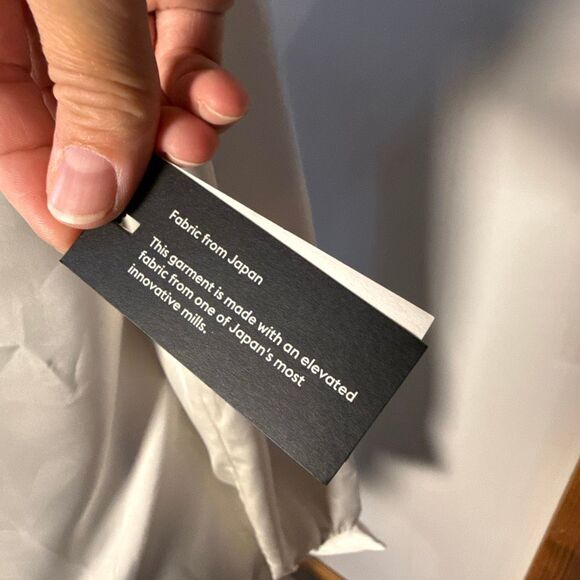 Fabric from Japan
This garment is made with an elevated
fabric from one of Japan's most
innovative mills.